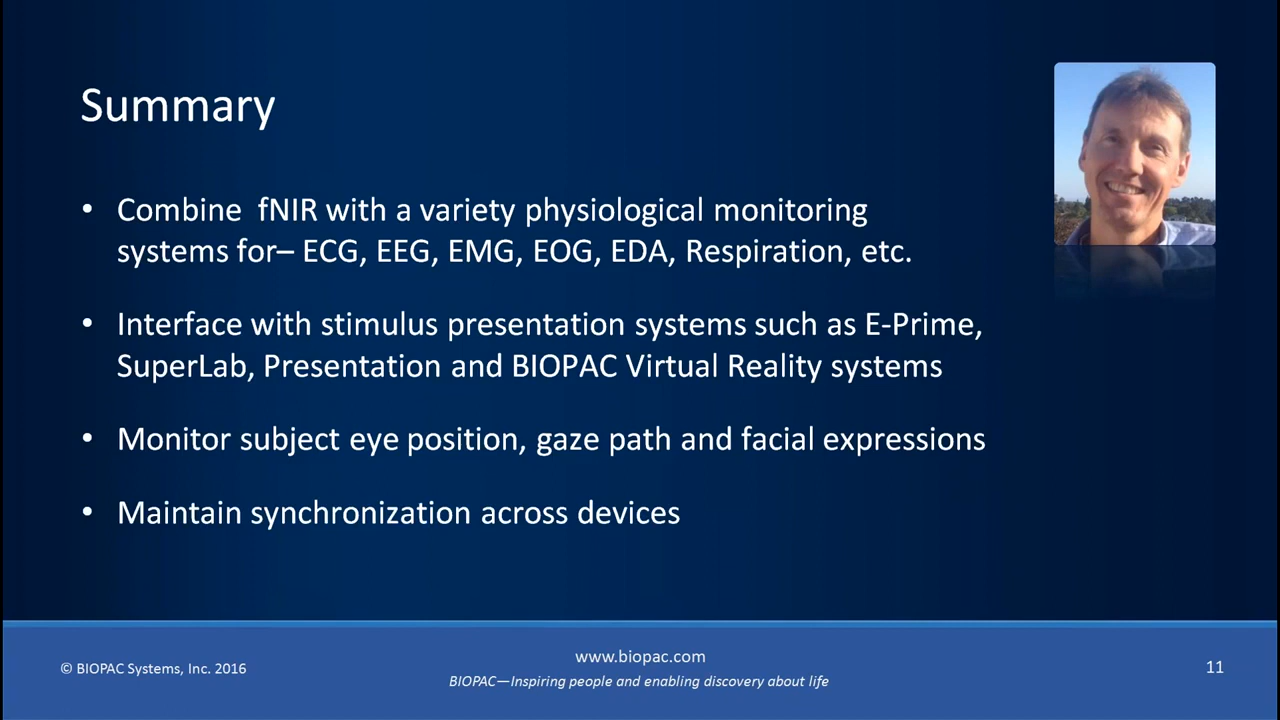 Summary
• Combine  fNIR with a variety physiological monitoring
systems for– ECG, EEG, EMG, EOG, EDA, Respiration, etc.
• Interface with stimulus presentation systems such as E-Prime,
SuperLab, Presentation and BIOPAC Virtual Reality systems
• Monitor subject eye position, gaze path and facial expressions
• Maintain synchronization across devices
© BIOPAC Systems, Inc. 2016
www.biopac.com
BIOPAC—Inspiring people and enabling discovery about life
11